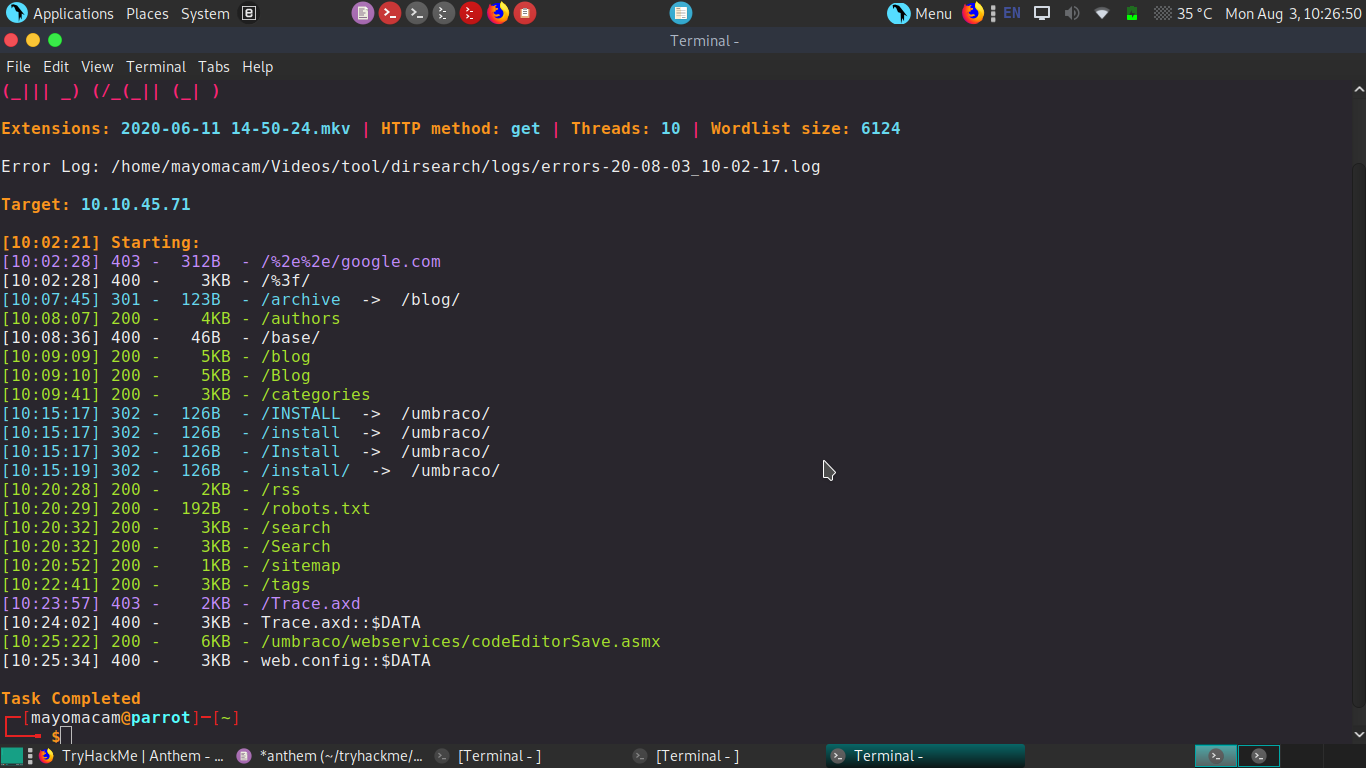 Applications Places System Menu EN 35 °C Mon Aug 3, 10:26:50
Terminal -
File Edit View Terminal Tabs Help
(_||| _) (/_(_|| (_| )
Extensions: 2020-06-11 14-50-24.mkv | HTTP method: get | Threads: 10 | Wordlist size: 6124
Error Log: /home/mayomacam/Videos/tool/dirsearch/logs/errors-20-08-03_10-02-17.log
Target: 10.10.45.71
[10:02:21] Starting:
[10:02:28] 403 -  312B  - /%2e%2e/google.com
[10:02:28] 400 -    3KB - /%3f/
[10:07:45] 301 -  123B  - /archive  ->  /blog/
[10:08:07] 200 -    4KB - /authors
[10:08:36] 400 -   46B  - /base/
[10:09:09] 200 -    5KB - /blog
[10:09:10] 200 -    5KB - /Blog
[10:09:41] 200 -    3KB - /categories
[10:15:17] 302 -  126B  - /INSTALL  ->  /umbraco/
[10:15:17] 302 -  126B  - /install  ->  /umbraco/
[10:15:17] 302 -  126B  - /Install  ->  /umbraco/
[10:15:19] 302 -  126B  - /install/  ->  /umbraco/
[10:20:28] 200 -    2KB - /rss
[10:20:29] 200 -  192B  - /robots.txt
[10:20:32] 200 -    3KB - /search
[10:20:32] 200 -    3KB - /Search
[10:20:52] 200 -    1KB - /sitemap
[10:22:41] 200 -    3KB - /tags
[10:23:57] 403 -    2KB - /Trace.axd
[10:24:02] 400 -    3KB - Trace.axd::$DATA
[10:25:22] 200 -    6KB - /umbraco/webservices/codeEditorSave.asmx
[10:25:34] 400 -    3KB - web.config::$DATA
Task Completed
┌─[mayomacam@parrot]─[~]
└──╼ $
TryHackMe | Anthem - ... *anthem (~/tryhackme/... [Terminal - ] [Terminal - ] Terminal -